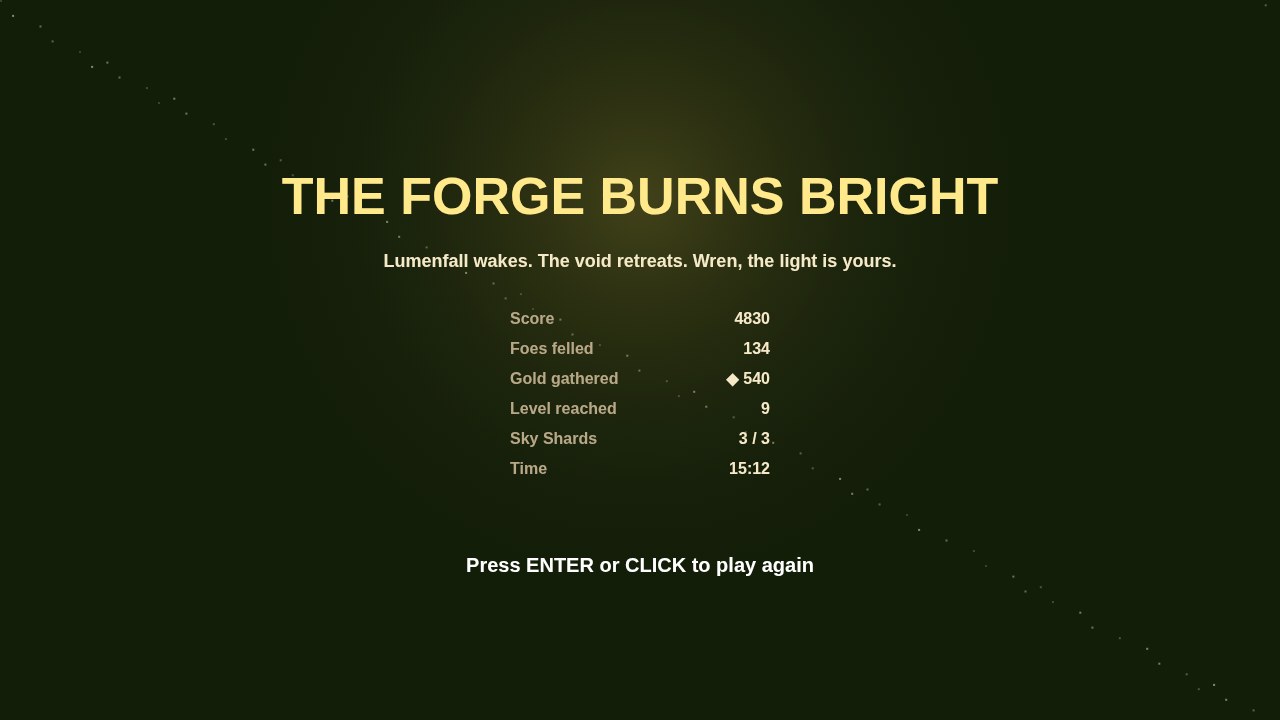 THE FORGE BURNS BRIGHT
Lumenfall wakes. The void retreats. Wren, the light is yours.
Score 4830
Foes felled 134
Gold gathered ◆ 540
Level reached 9
Sky Shards 3 / 3
Time 15:12
Press ENTER or CLICK to play again